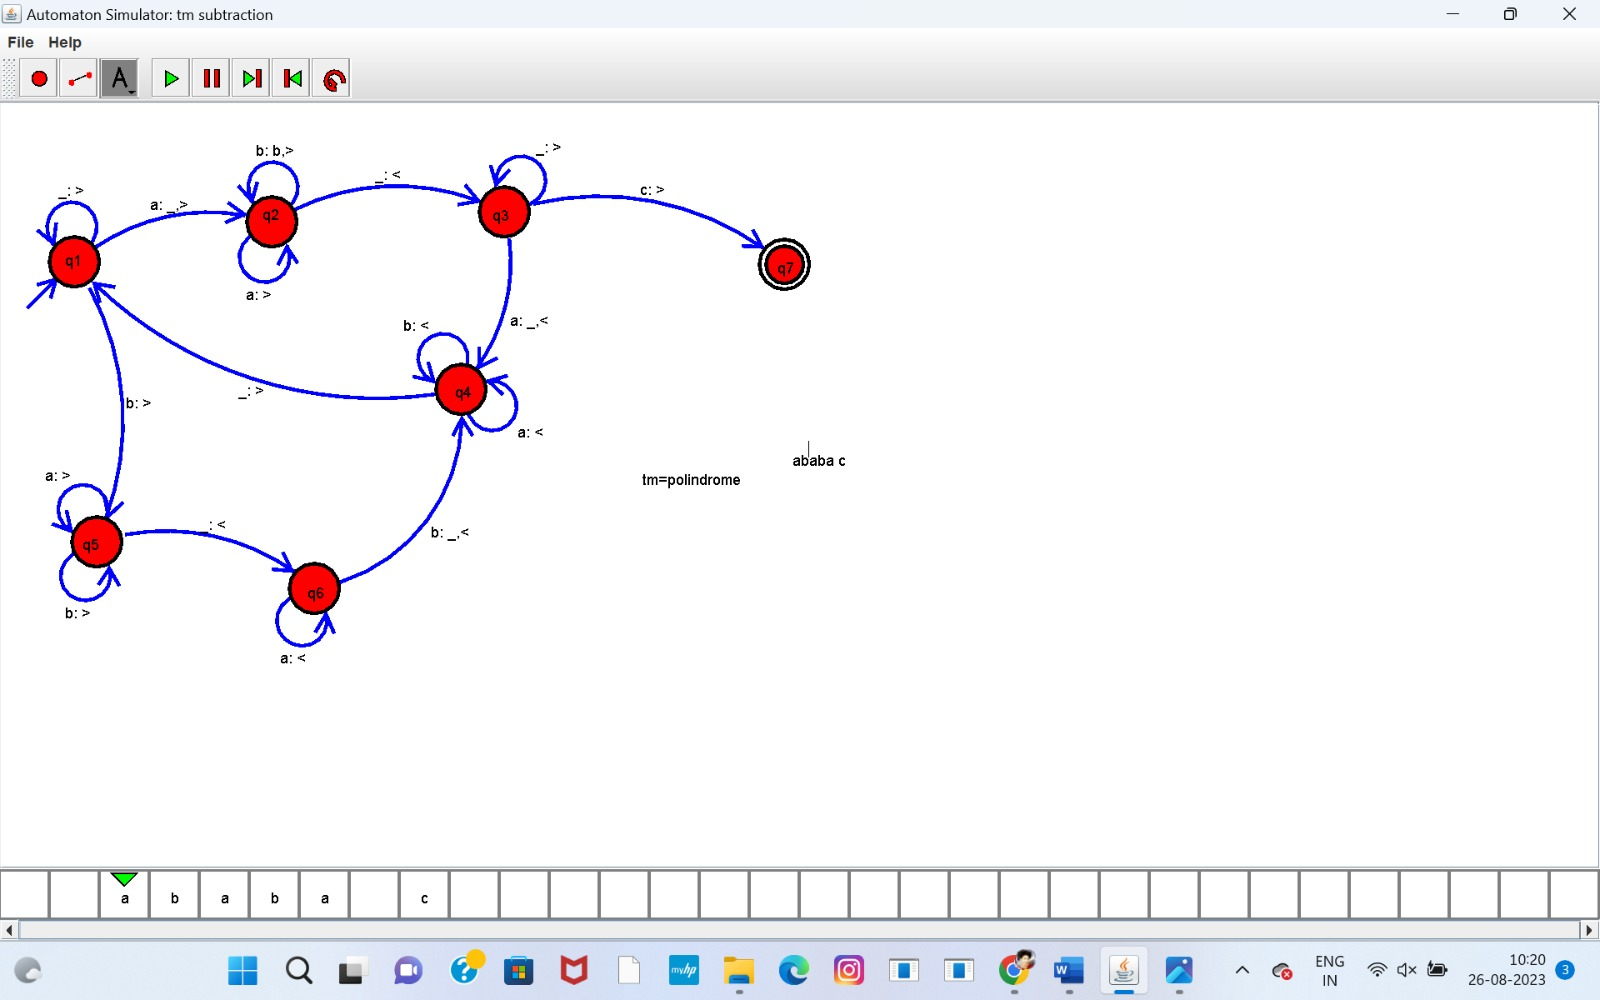 Automaton Simulator: tm subtraction
File Help
A
b: b,>
_: <
_: >
_: >
a: _,>
c: >
q1
q2
q3
q7
a: >
b: <
a: _,<
_: >
b: >
q4
a: <
ababa c
a: >
tm=polindrome
_: <
b: _,<
q5
q6
b: >
a: <
a b a b a c
? myhp W
ENG
IN
10:20
26-08-2023
3